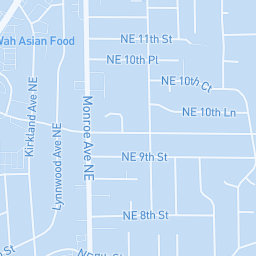 NE 11th St
Wah Asian Food
NE 10th Pl
NE 10th Ct
NE 10th Ln
Kirkland Ave NE
Lynnwood Ave NE
Monroe Ave NE
NE 9th St
NE 8th St
St